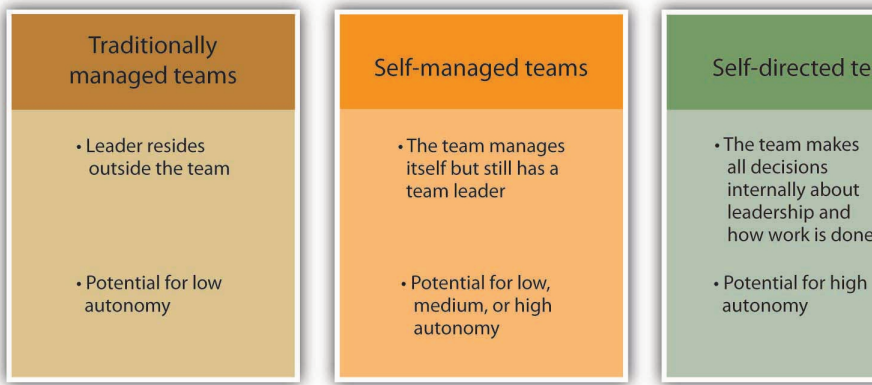 Traditionally
managed teams
• Leader resides
outside the team
• Potential for low
autonomy
Self-managed teams
• The team manages
itself but still has a
team leader
• Potential for low,
medium, or high
autonomy
Self-directed te
• The team makes
all decisions
internally about
leadership and
how work is done
• Potential for high
autonomy